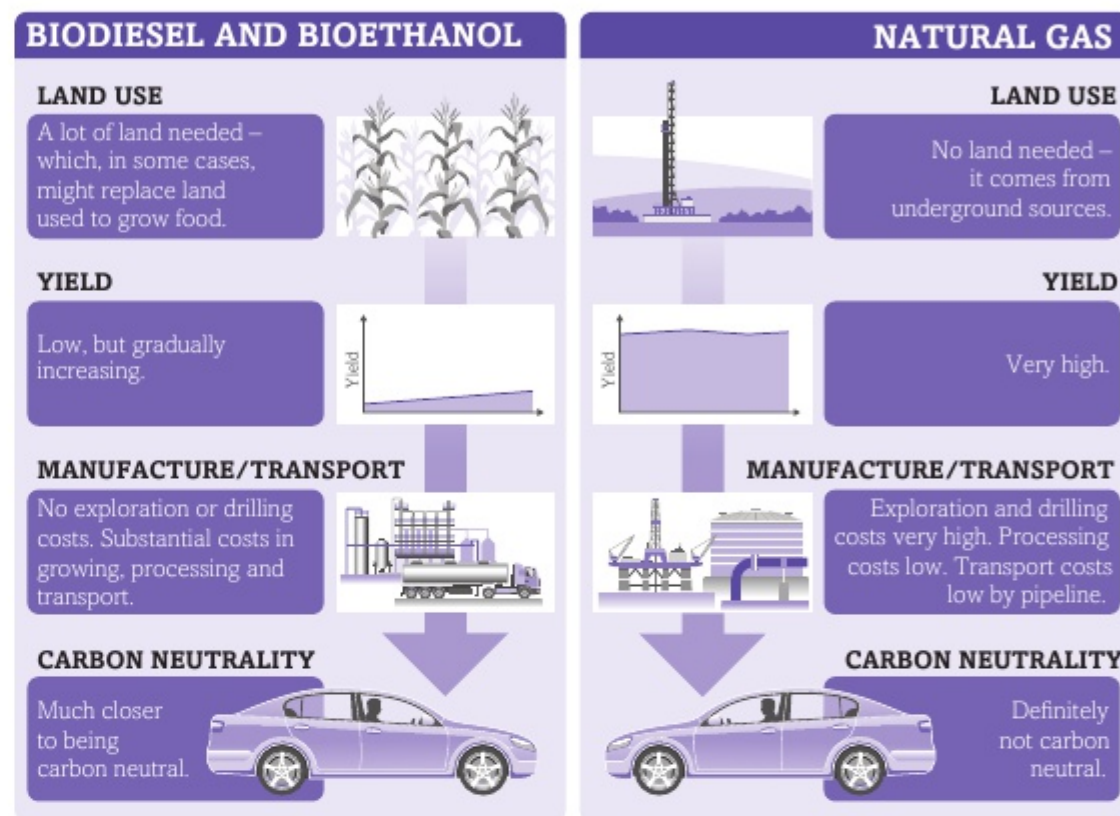 BIODIESEL AND BIOETHANOL
LAND USE
A lot of land needed –
which, in some cases,
might replace land
used to grow food.
YIELD
Low, but gradually
increasing.
Yield
MANUFACTURE/TRANSPORT
No exploration or drilling
costs. Substantial costs in
growing, processing and
transport.
CARBON NEUTRALITY
Much closer
to being
carbon neutral.
NATURAL GAS
LAND USE
No land needed –
it comes from
underground sources.
YIELD
Yield
Very high.
MANUFACTURE/TRANSPORT
Exploration and drilling
costs very high. Processing
costs low. Transport costs
low by pipeline.
CARBON NEUTRALITY
Definitely
not carbon
neutral.